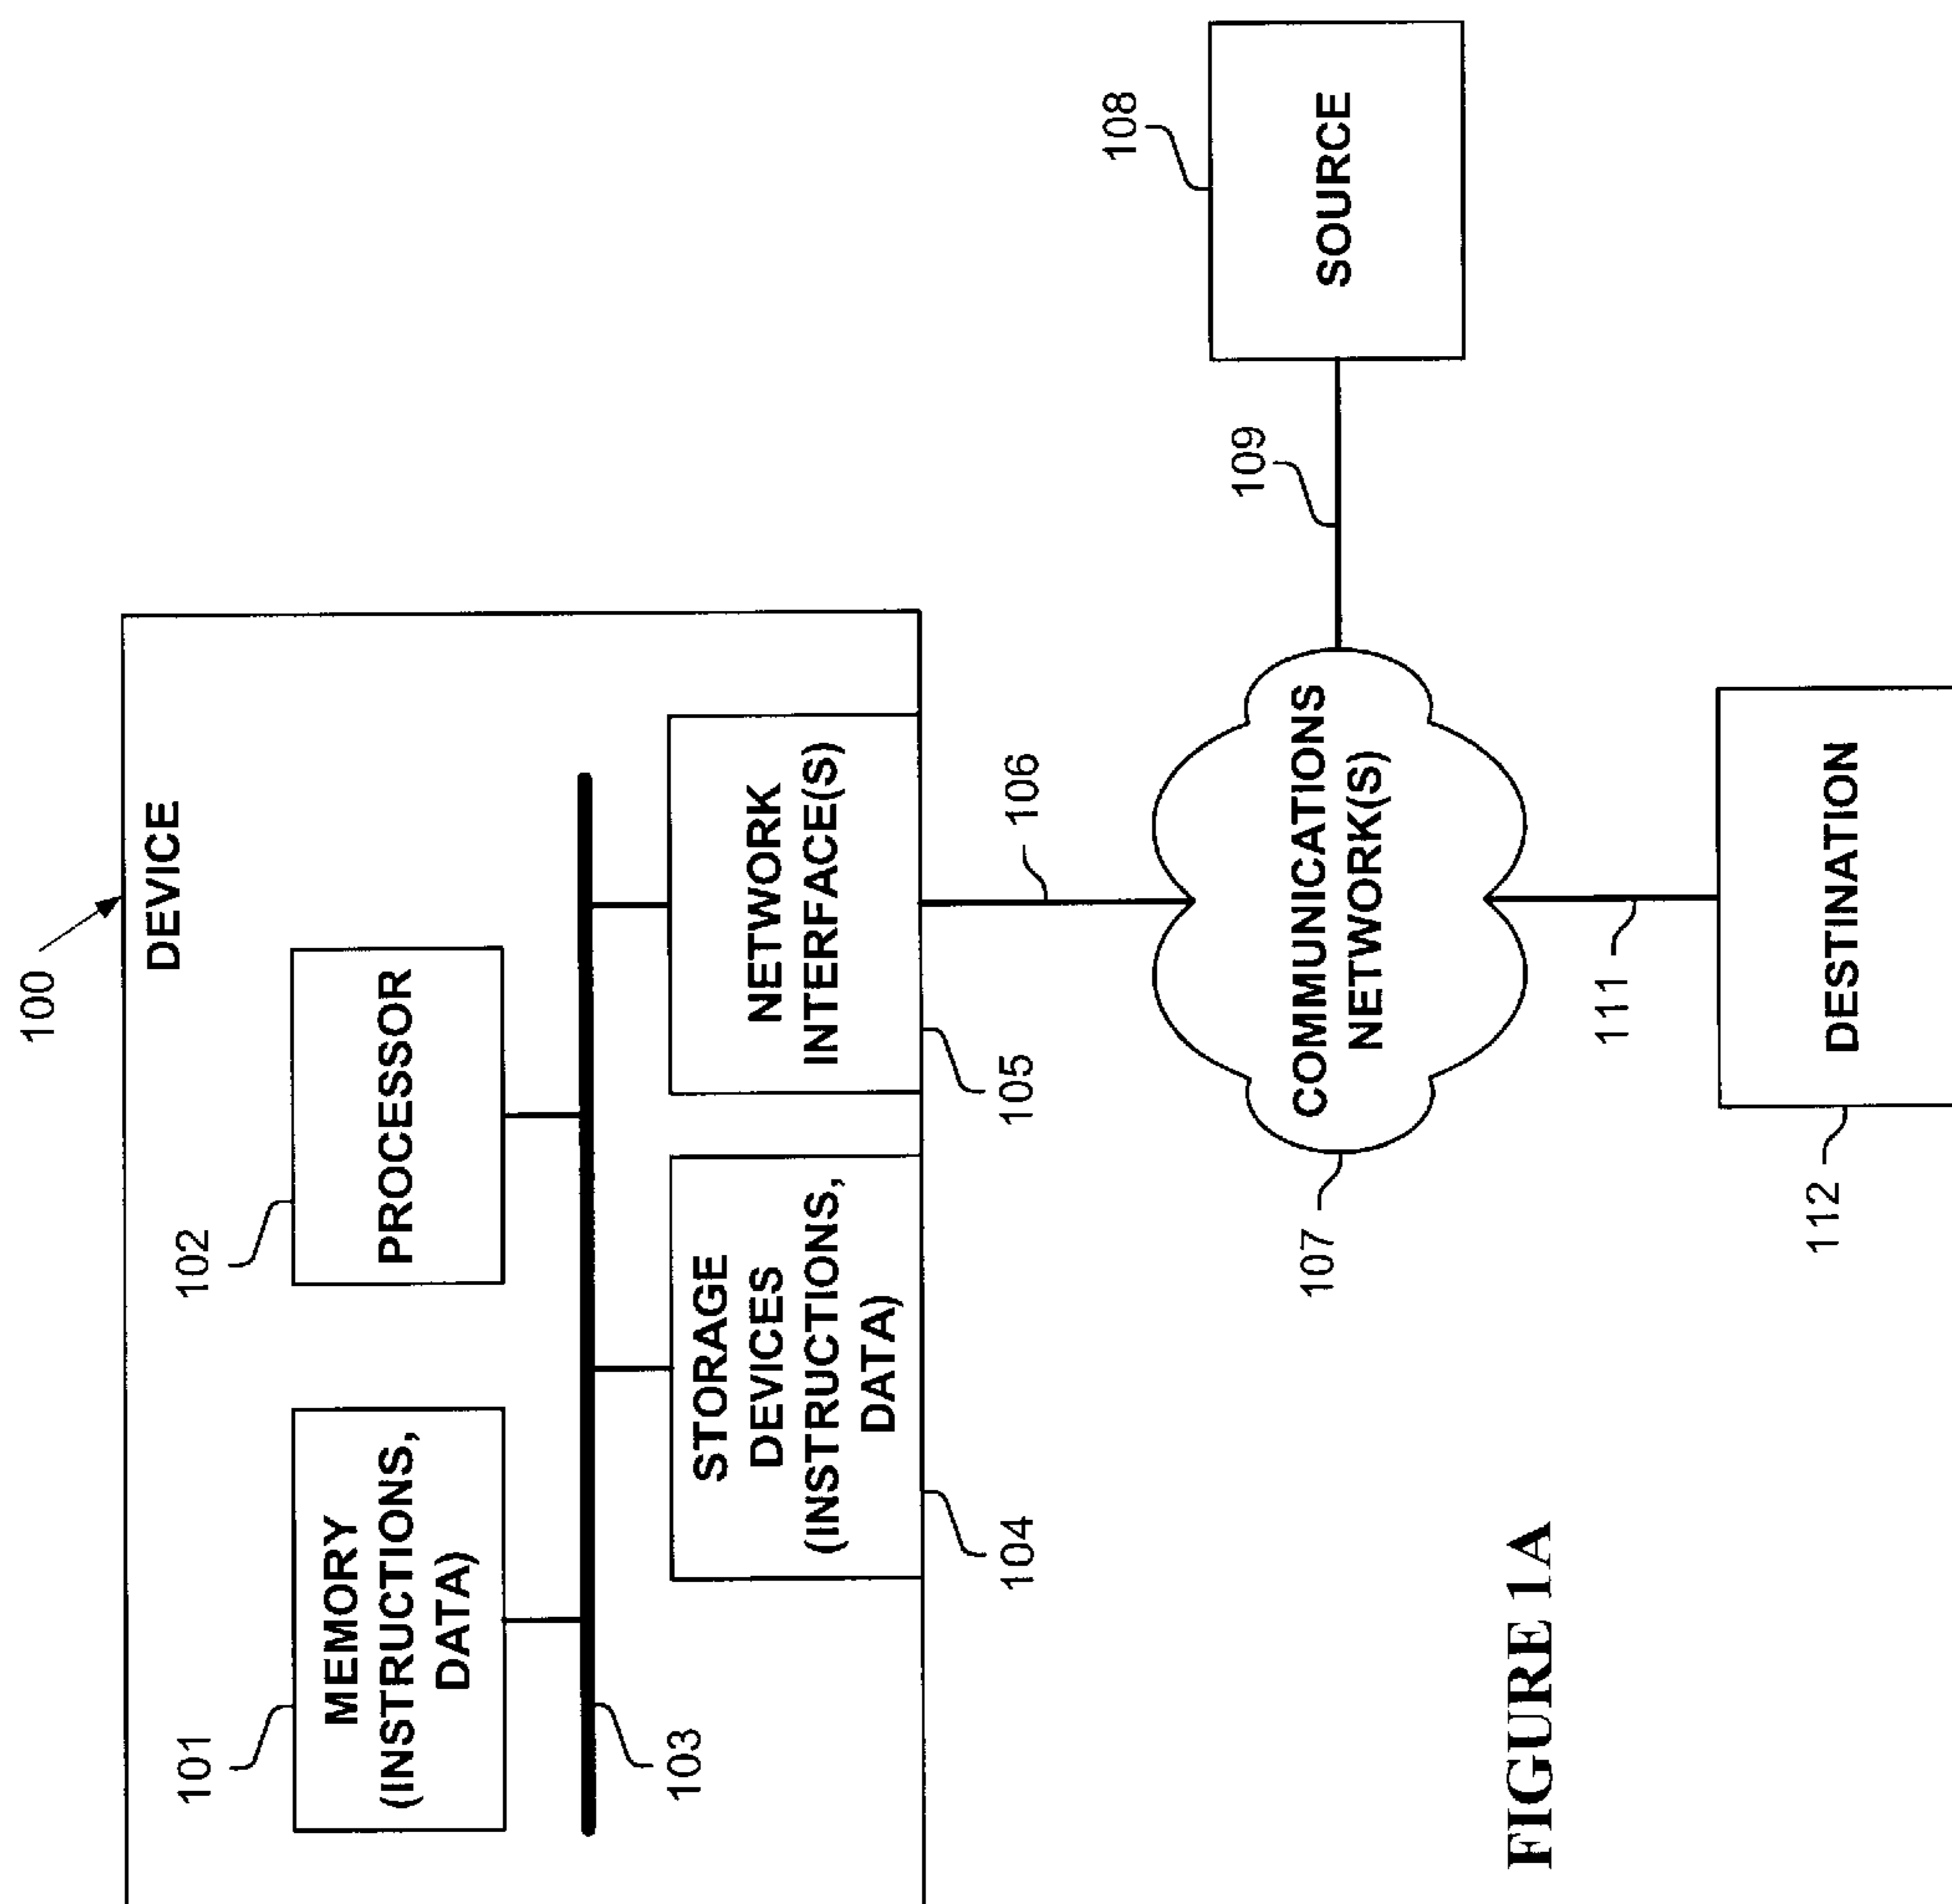 100
DEVICE
101
MEMORY
(INSTRUCTIONS,
DATA)
102
PROCESSOR
103
STORAGE
DEVICES
(INSTRUCTIONS,
DATA)
104
NETWORK
INTERFACE(S)
105
106
COMMUNICATIONS
NETWORK(S)
107
108
SOURCE
109
111
DESTINATION
112
FIGURE 1A